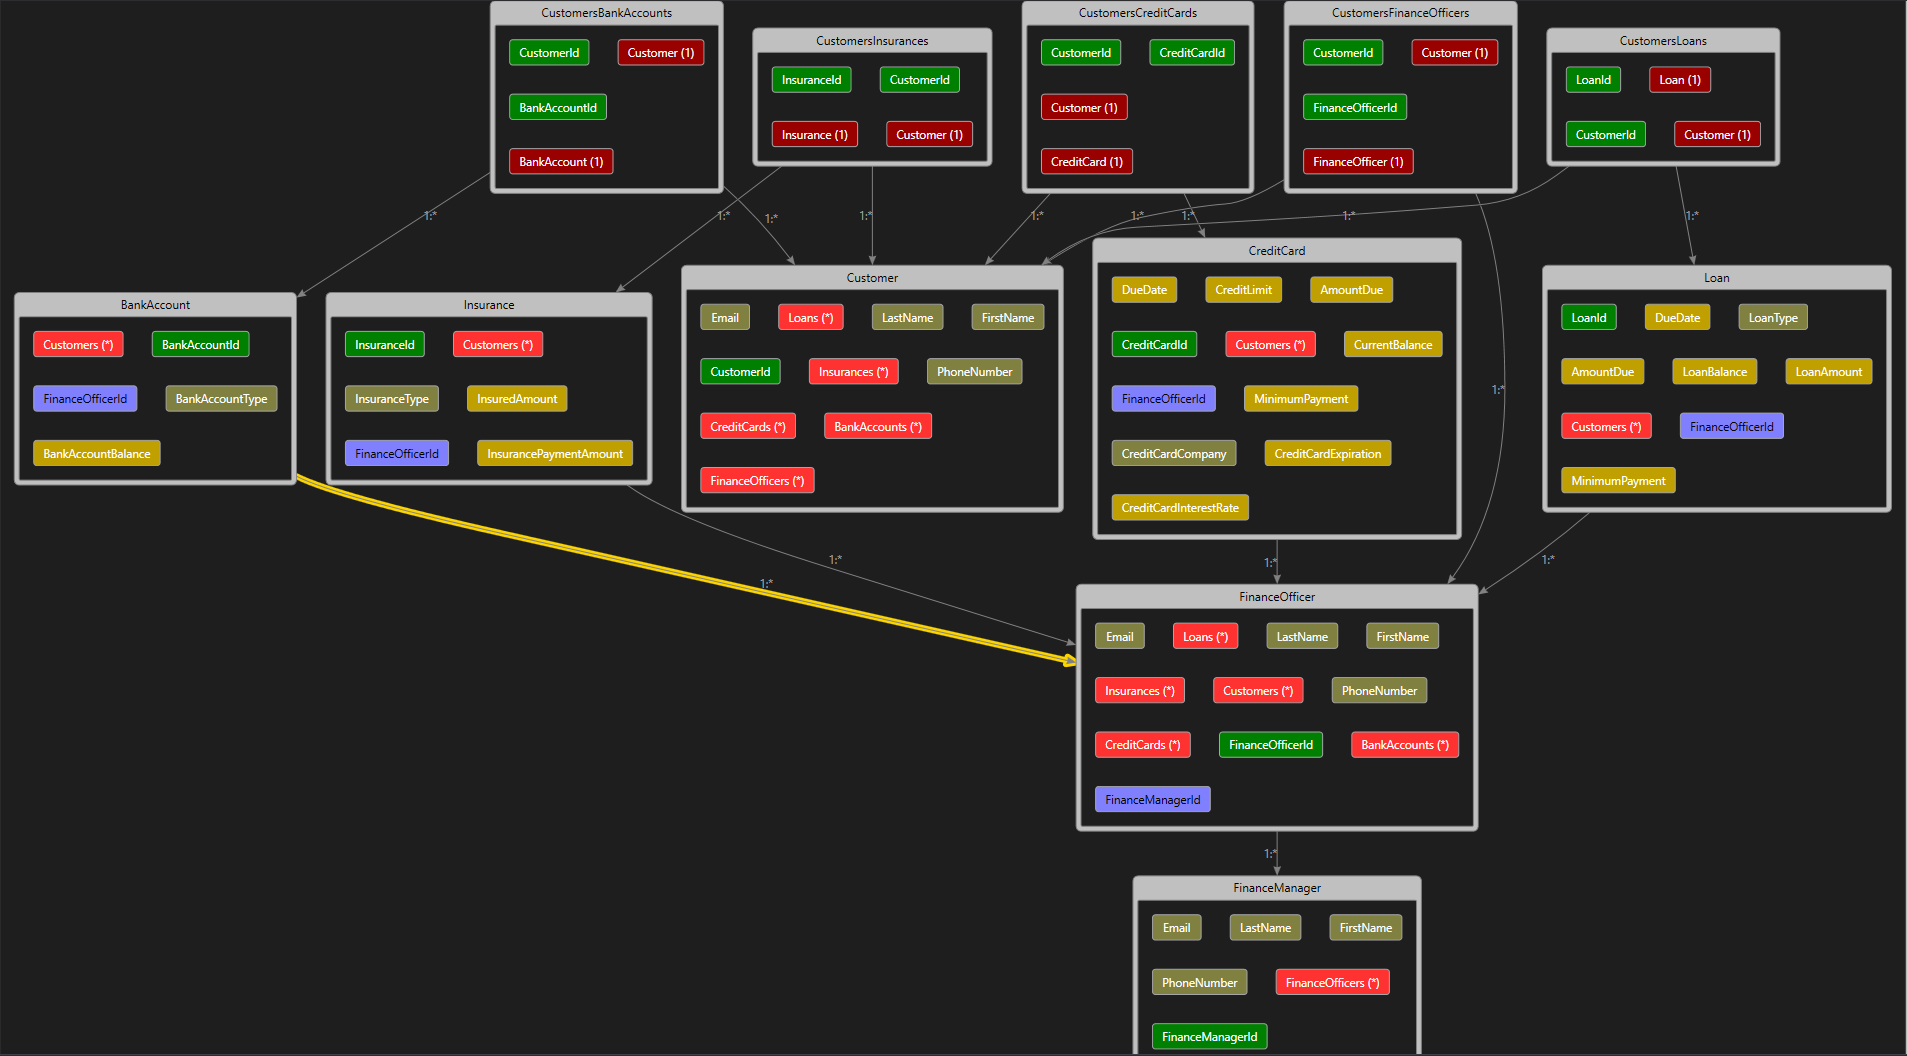 CustomersBankAccounts
CustomerId Customer (1)
BankAccountId
BankAccount (1)
CustomersInsurances
InsuranceId CustomerId
Insurance (1) Customer (1)
CustomersCreditCards
CustomerId CreditCardId
Customer (1)
CreditCard (1)
CustomersFinanceOfficers
CustomerId Customer (1)
FinanceOfficerId
FinanceOfficer (1)
CustomersLoans
LoanId Loan (1)
CustomerId Customer (1)
1:* 1:* 1:* 1:* 1:* 1:* 1:* 1:* 1:*
BankAccount
Customers (*) BankAccountId
FinanceOfficerId BankAccountType
BankAccountBalance
Insurance
InsuranceId Customers (*)
InsuranceType InsuredAmount
FinanceOfficerId InsurancePaymentAmount
Customer
Email Loans (*) LastName FirstName
CustomerId Insurances (*) PhoneNumber
CreditCards (*) BankAccounts (*)
FinanceOfficers (*)
CreditCard
DueDate CreditLimit AmountDue
CreditCardId Customers (*) CurrentBalance
FinanceOfficerId MinimumPayment
CreditCardCompany CreditCardExpiration
CreditCardInterestRate
1:*
Loan
LoanId DueDate LoanType
AmountDue LoanBalance LoanAmount
Customers (*) FinanceOfficerId
MinimumPayment
1:* 1:* 1:* 1:*
FinanceOfficer
Email Loans (*) LastName FirstName
Insurances (*) Customers (*) PhoneNumber
CreditCards (*) FinanceOfficerId BankAccounts (*)
FinanceManagerId
1:*
FinanceManager
Email LastName FirstName
PhoneNumber FinanceOfficers (*)
FinanceManagerId